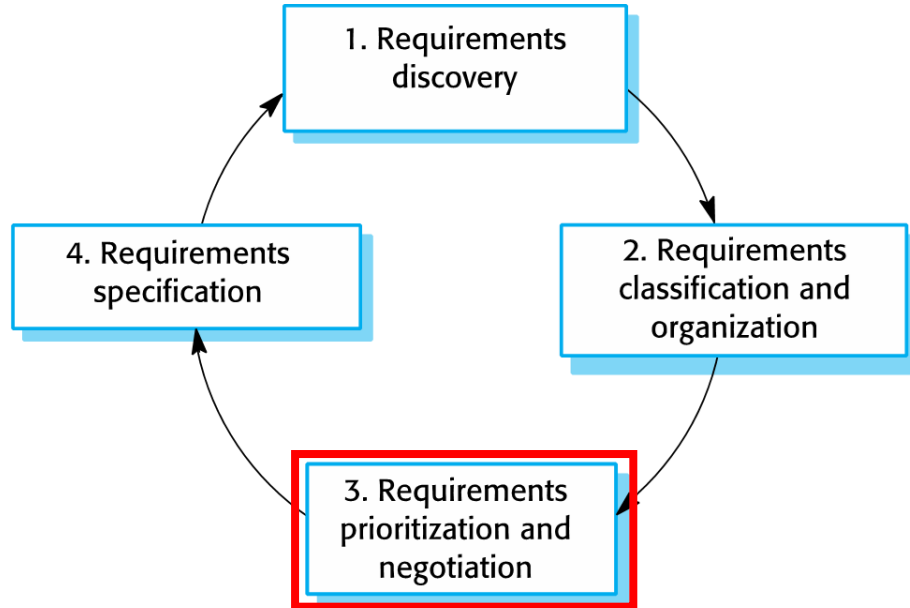 1. Requirements
discovery
2. Requirements
classification and
organization
3. Requirements
prioritization and
negotiation
4. Requirements
specification